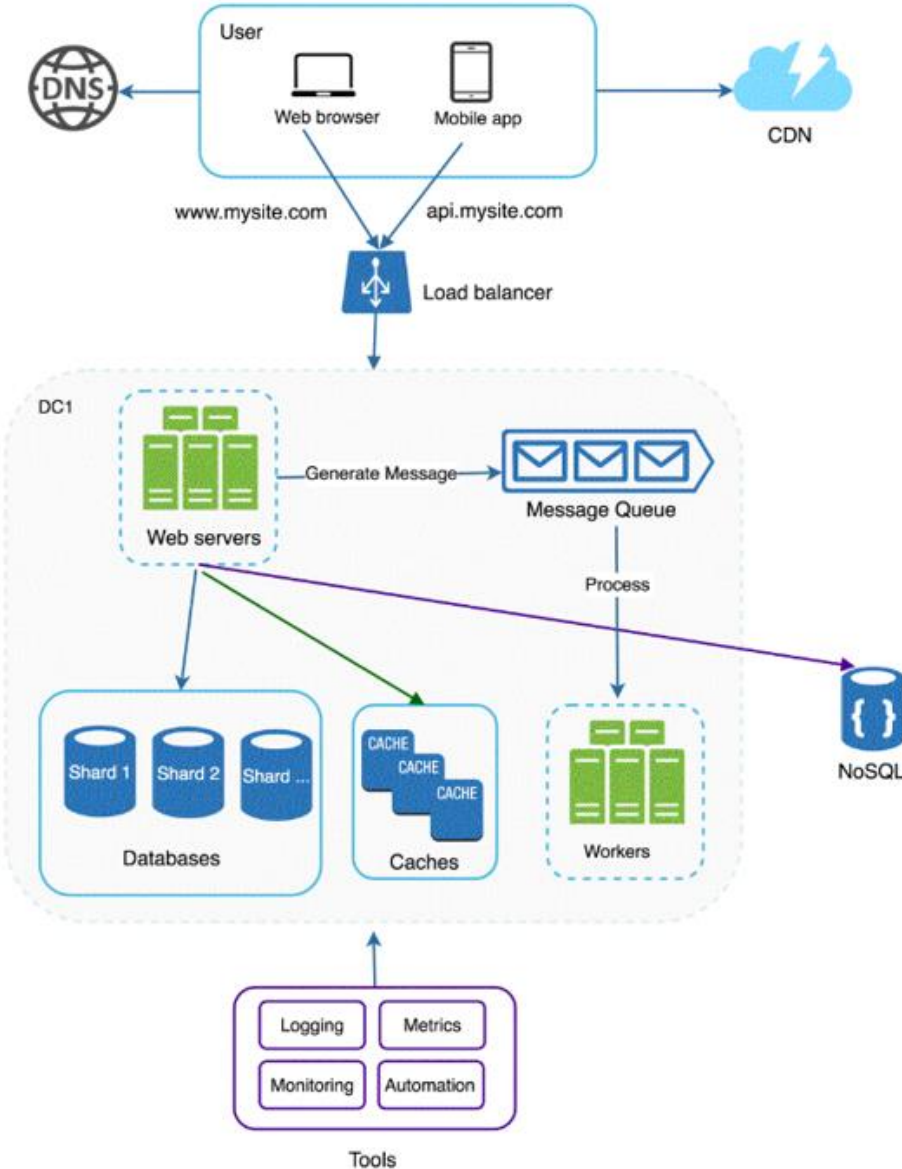 User
DNS
Web browser
Mobile app
CDN
www.mysite.com
api.mysite.com
Load balancer
DC1
Generate Message
Web servers
Message Queue
Process
Shard 1
Shard 2
Shard ...
CACHE
CACHE
CACHE
{ }
NoSQL
Databases
Caches
Workers
Logging
Metrics
Monitoring
Automation
Tools